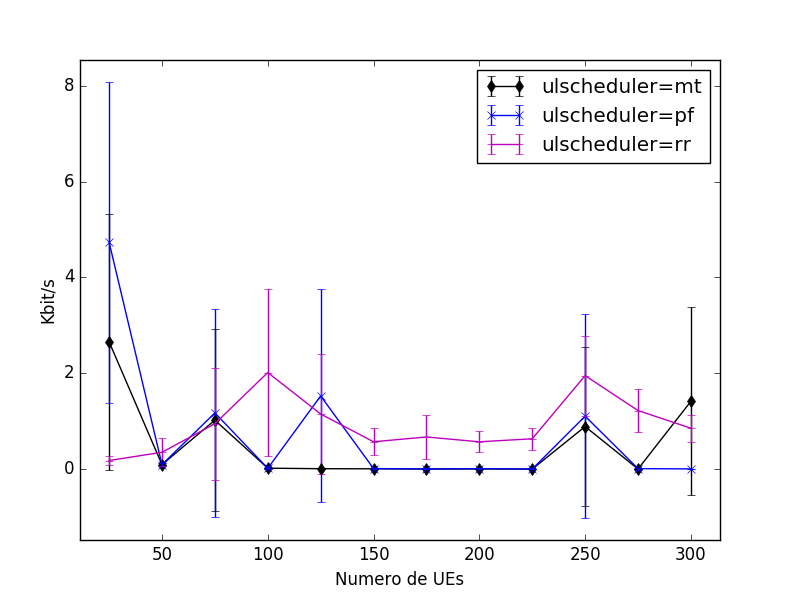 8
6
4
2
0
Kbit/s
ulscheduler=mt
ulscheduler=pf
ulscheduler=rr
50 100 150 200 250 300
Numero de UEs